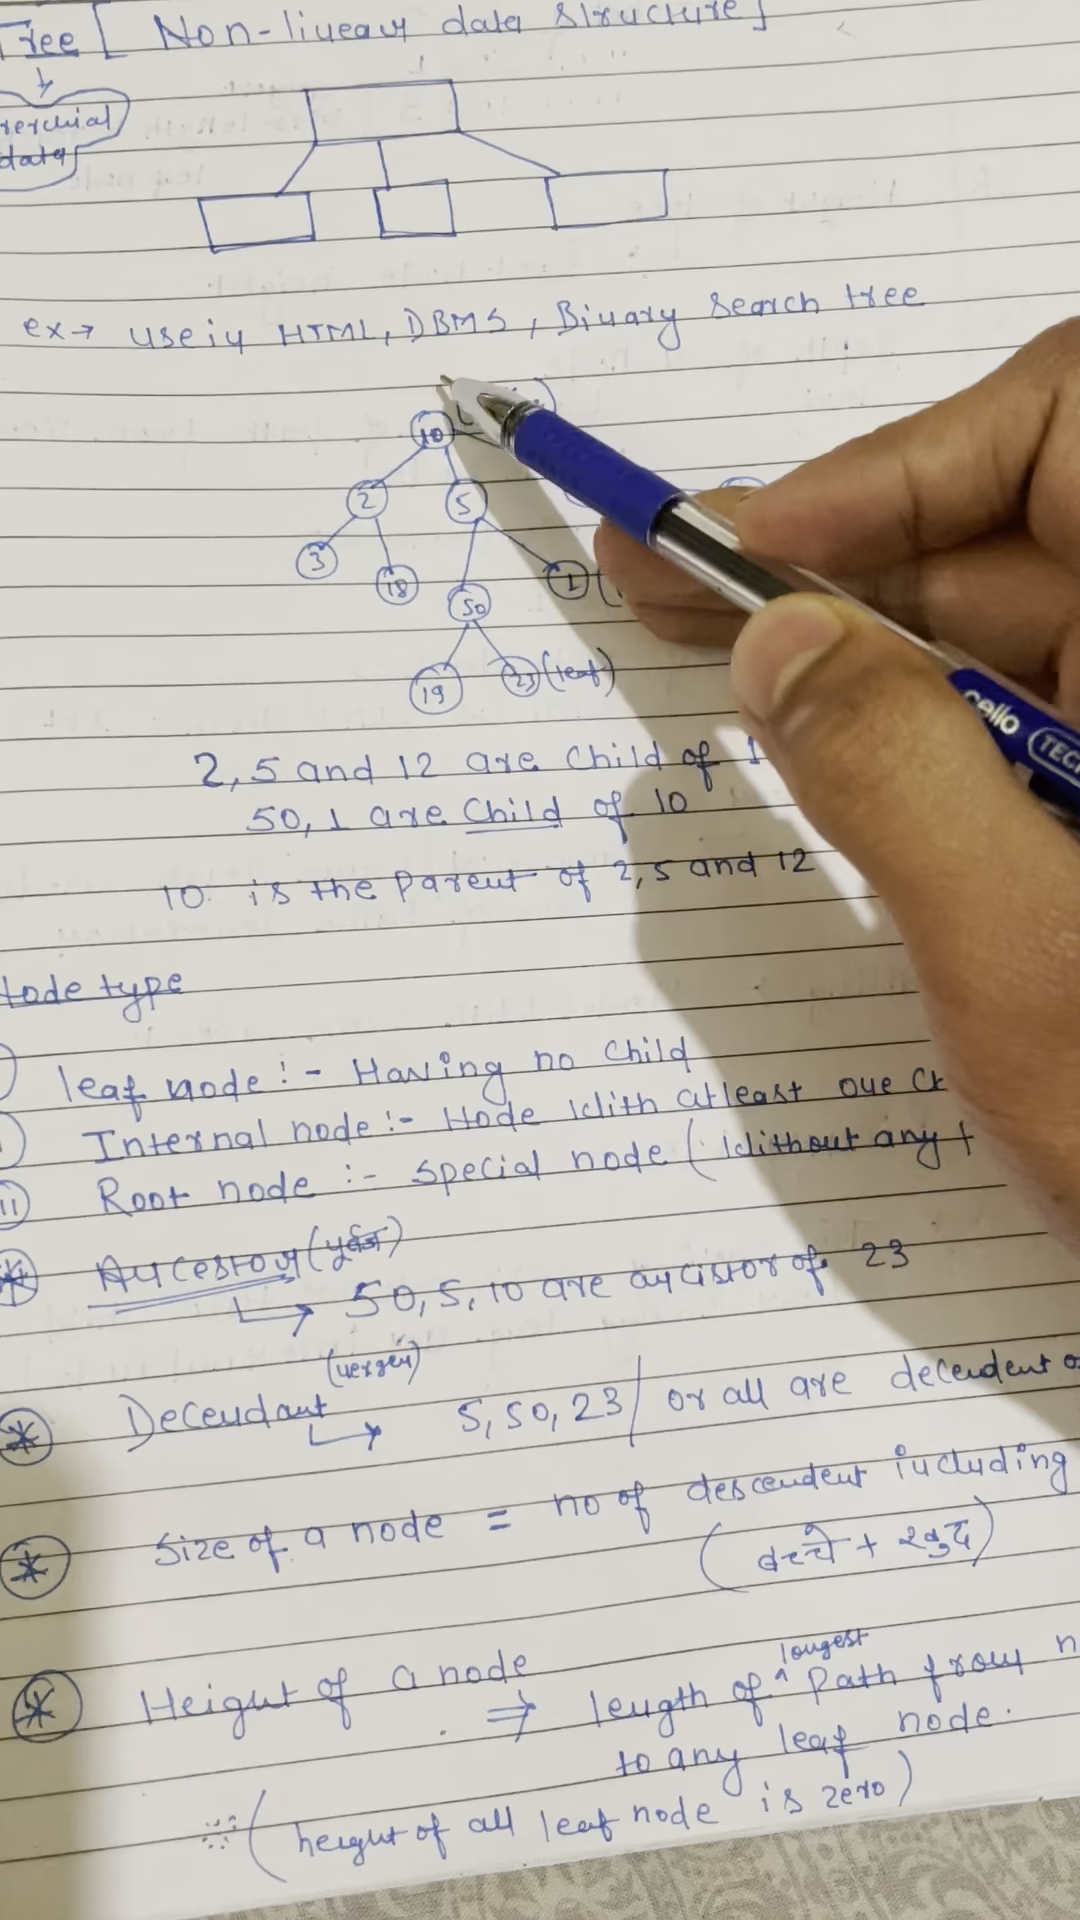 Tree [ Non-linear data structure]
data
ex→ use in HTML, DBMS, Binary Search tree
10
2
5
3
18
50
1
19
23 (leaf)
cello
TECH
2, 5 and 12 are child of 1
50, 1 are Child of 10
10 is the parent of 2, 5 and 12
Node type
leaf node :- Having no child
Internal node :- Node with atleast one
Root node :- special node ( without any
Ancestor (पूर्वज)
↳ 50, 5, 10 are ancistor of 23
Decendant
↳ 5, 50, 23 / or all are decendent
Size of a node = no of descendent including
(बच्चे + खुद)
Height of a node ⇒ length of ^ longest Path from
to any leaf node.
(height of all leaf node is zero)